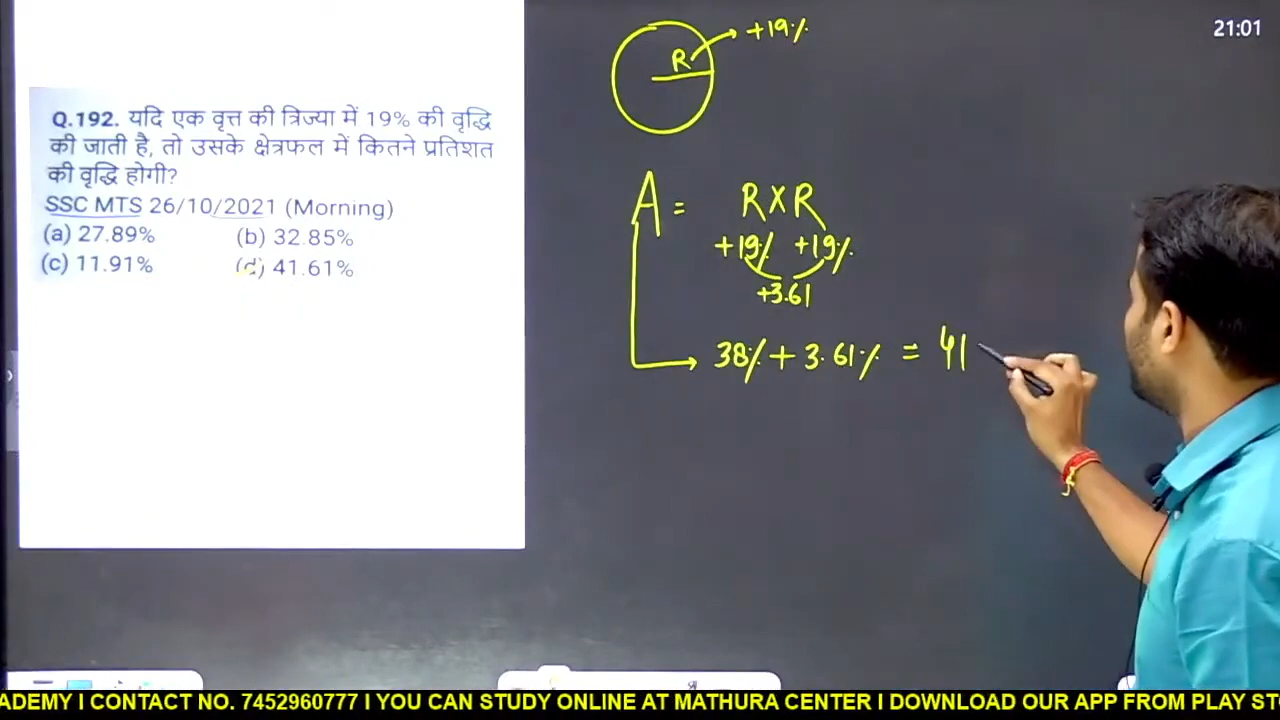 21:01
Q.192. यदि एक वृत्त की त्रिज्या में 19% की वृद्धि
की जाती है, तो उसके क्षेत्रफल में कितने प्रतिशत
की वृद्धि होगी?
SSC MTS 26/10/2021 (Morning)
(a) 27.89% (b) 32.85%
(c) 11.91% (d) 41.61%
R +19%
A = R×R
+19% +19%
+3.61
38% + 3.61% = 41
ADEMY I CONTACT NO. 7452960777 I YOU CAN STUDY ONLINE AT MATHURA CENTER I DOWNLOAD OUR APP FROM PLAY ST